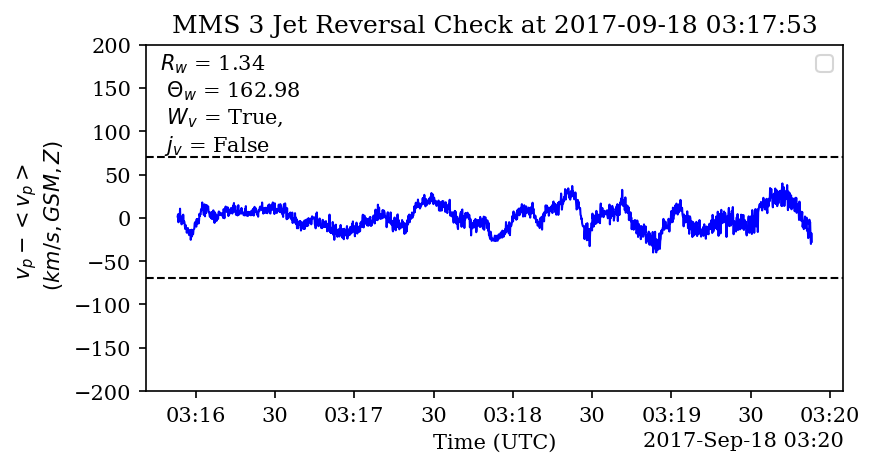 MMS 3 Jet Reversal Check at 2017-09-18 03:17:53
R_w = 1.34
Θ_w = 162.98
W_v = True,
j_v = False
v_p − < v_p >
(km/s, GSM, Z)
200
150
100
50
0
−50
−100
−150
−200
03:16 30 03:17 30 03:18 30 03:19 30 03:20
Time (UTC)
2017-Sep-18 03:20